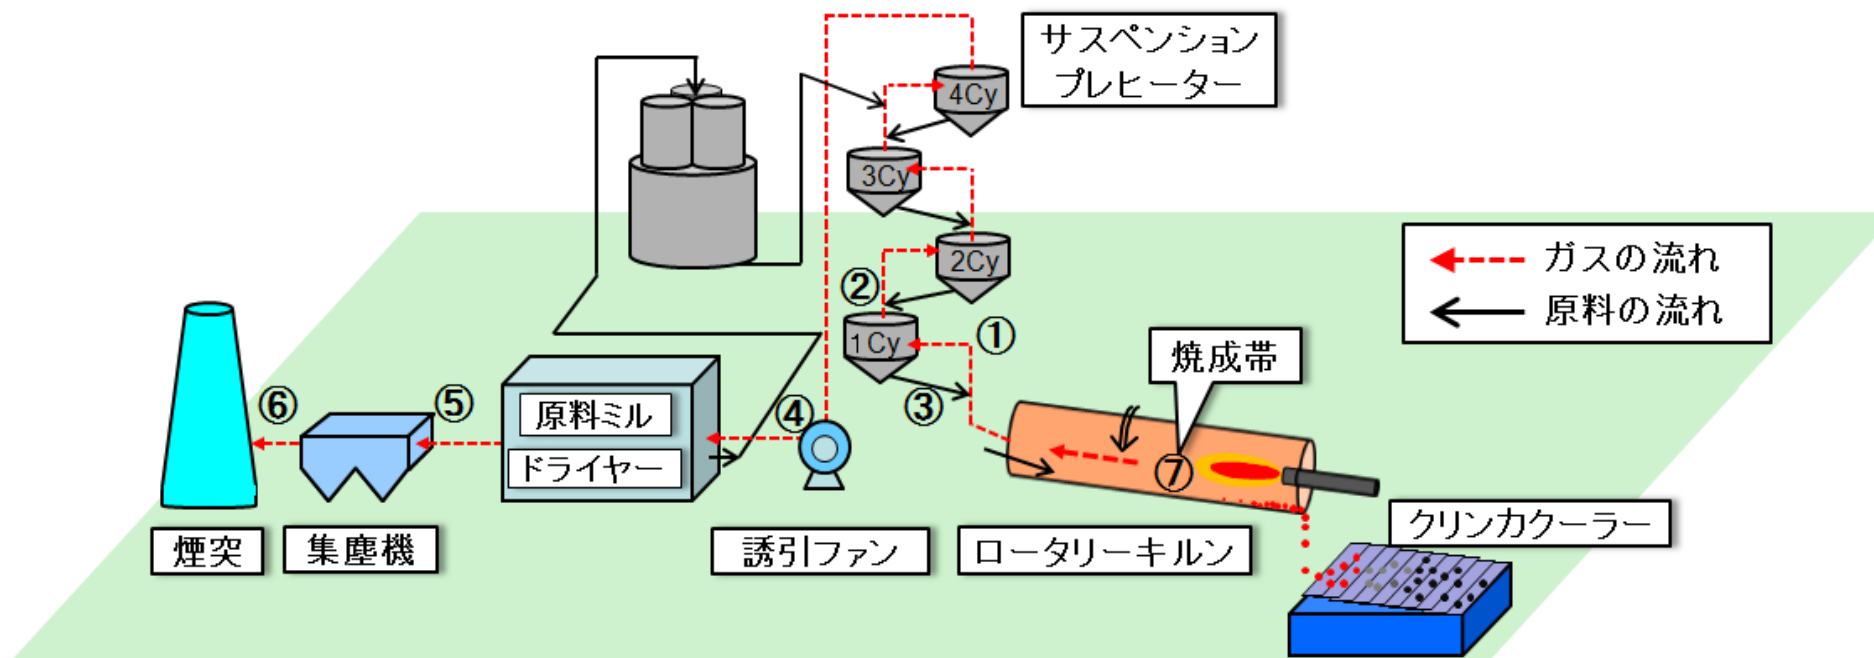 サスペンション
プレヒーター
4Cy
3Cy
2Cy
②
1Cy
①
③
ガスの流れ
原料の流れ
焼成帯
⑥
⑤
④
原料ミル
ドライヤー
⑦
煙突
集塵機
誘引ファン
ロータリーキルン
クリンカクーラー